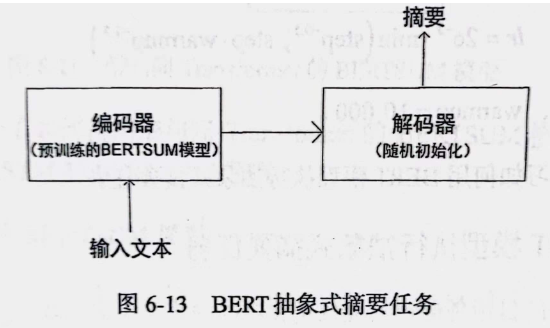 摘要
编码器
(预训练的BERTSUM模型)
解码器
(随机初始化)
输入文本
图 6-13 BERT 抽象式摘要任务